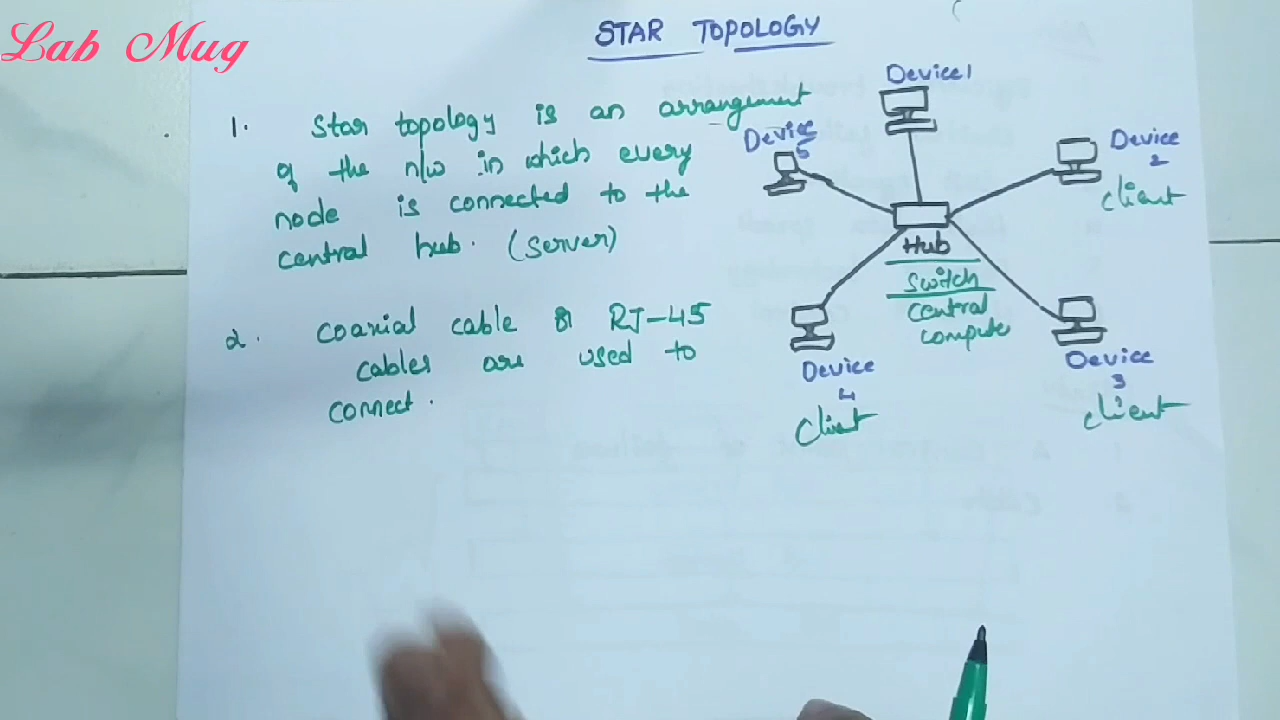 Lab Mug
STAR TOPOLOGY
1. Star topology is an arrangement
of the n/w in which every
node is connected to the
central hub. (server)
2. Coaxial cable or RJ-45
cables are used to
connect.
Device1
Device
2
client
Device
5
Hub
switch
central
computer
Device
3
client
Device
4
client